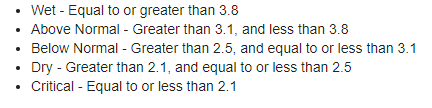 • Wet - Equal to or greater than 3.8
• Above Normal - Greater than 3.1, and less than 3.8
• Below Normal - Greater than 2.5, and equal to or less than 3.1
• Dry - Greater than 2.1, and equal to or less than 2.5
• Critical - Equal to or less than 2.1